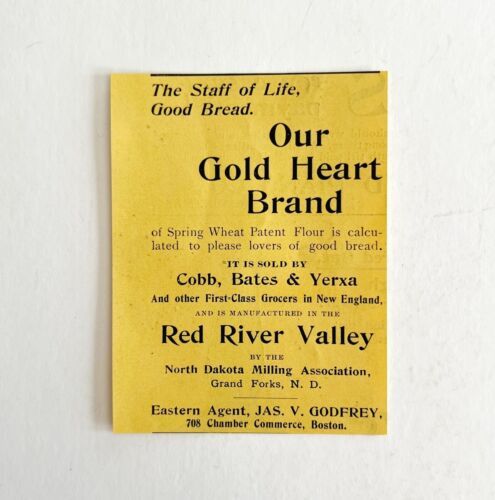 The Staff of Life,
Good Bread.
Our
Gold Heart
Brand
of Spring Wheat Patent Flour is calcu-
lated to please lovers of good bread.
IT IS SOLD BY
Cobb, Bates & Yerxa
And other First-Class Grocers in New England,
AND IS MANUFACTURED IN THE
Red River Valley
BY THE
North Dakota Milling Association,
Grand Forks, N. D.
Eastern Agent, JAS. V. GODFREY,
708 Chamber Commerce, Boston.